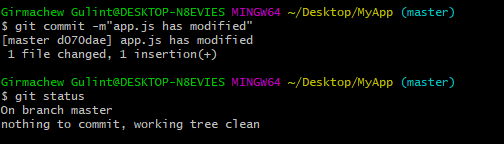 Girmachew Gulint@DESKTOP-N8EVIES MINGW64 ~/Desktop/MyApp (master)
$ git commit -m"app.js has modified"
[master d070dae] app.js has modified
 1 file changed, 1 insertion(+)
Girmachew Gulint@DESKTOP-N8EVIES MINGW64 ~/Desktop/MyApp (master)
$ git status
On branch master
nothing to commit, working tree clean